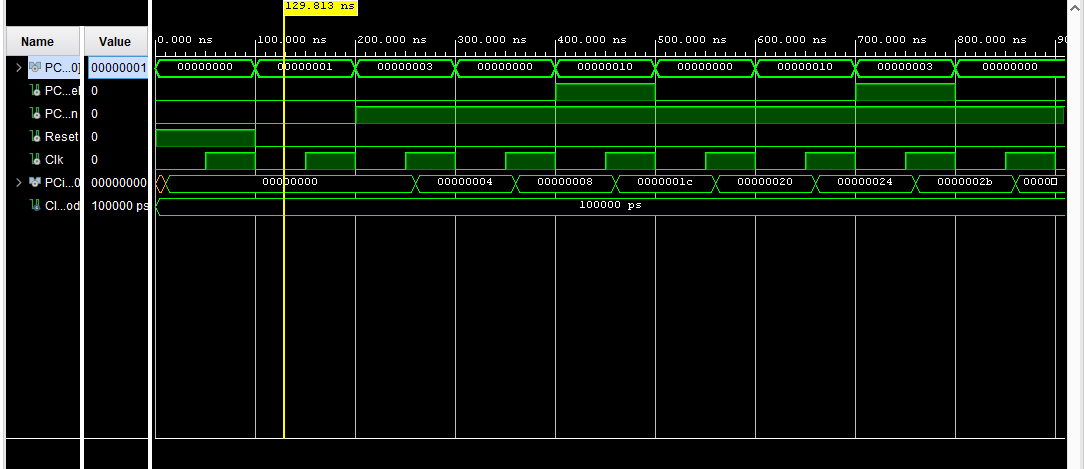 129.813 ns
Name Value
0.000 ns 100.000 ns 200.000 ns 300.000 ns 400.000 ns 500.000 ns 600.000 ns 700.000 ns 800.000 ns
PC...0] 00000001 00000000 00000001 00000003 00000000 00000010 00000000 00000010 00000003 00000000
PC...el 0
PC...n 0
Reset 0
Clk 0
PCi...0 00000000 00000000 00000004 00000008 0000001c 00000020 00000024 0000002b 0000
Cl...od 100000 ps 100000 ps